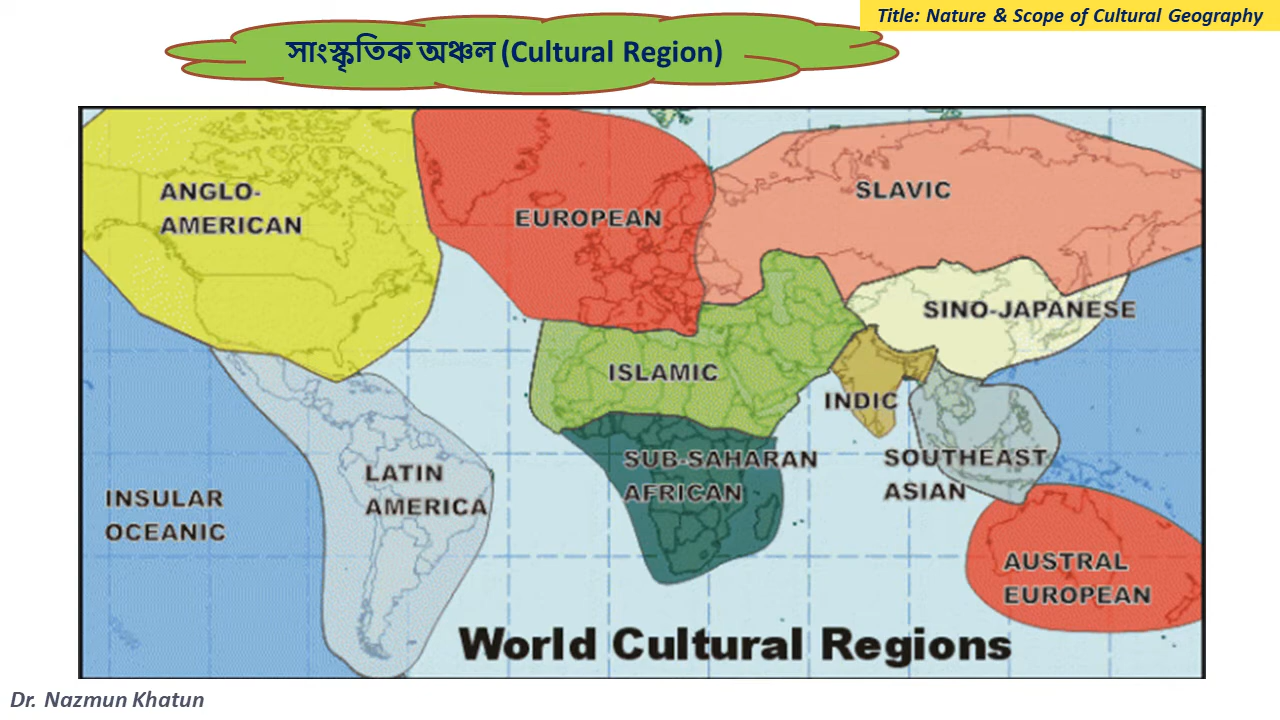 Title: Nature & Scope of Cultural Geography
সাংস্কৃতিক অঞ্চল (Cultural Region)
ANGLO-
AMERICAN
EUROPEAN
SLAVIC
SINO-JAPANESE
ISLAMIC
INDIC
SUB-SAHARAN
AFRICAN
SOUTHEAST
ASIAN
LATIN
AMERICA
INSULAR
OCEANIC
AUSTRAL
EUROPEAN
World Cultural Regions
Dr. Nazmun Khatun